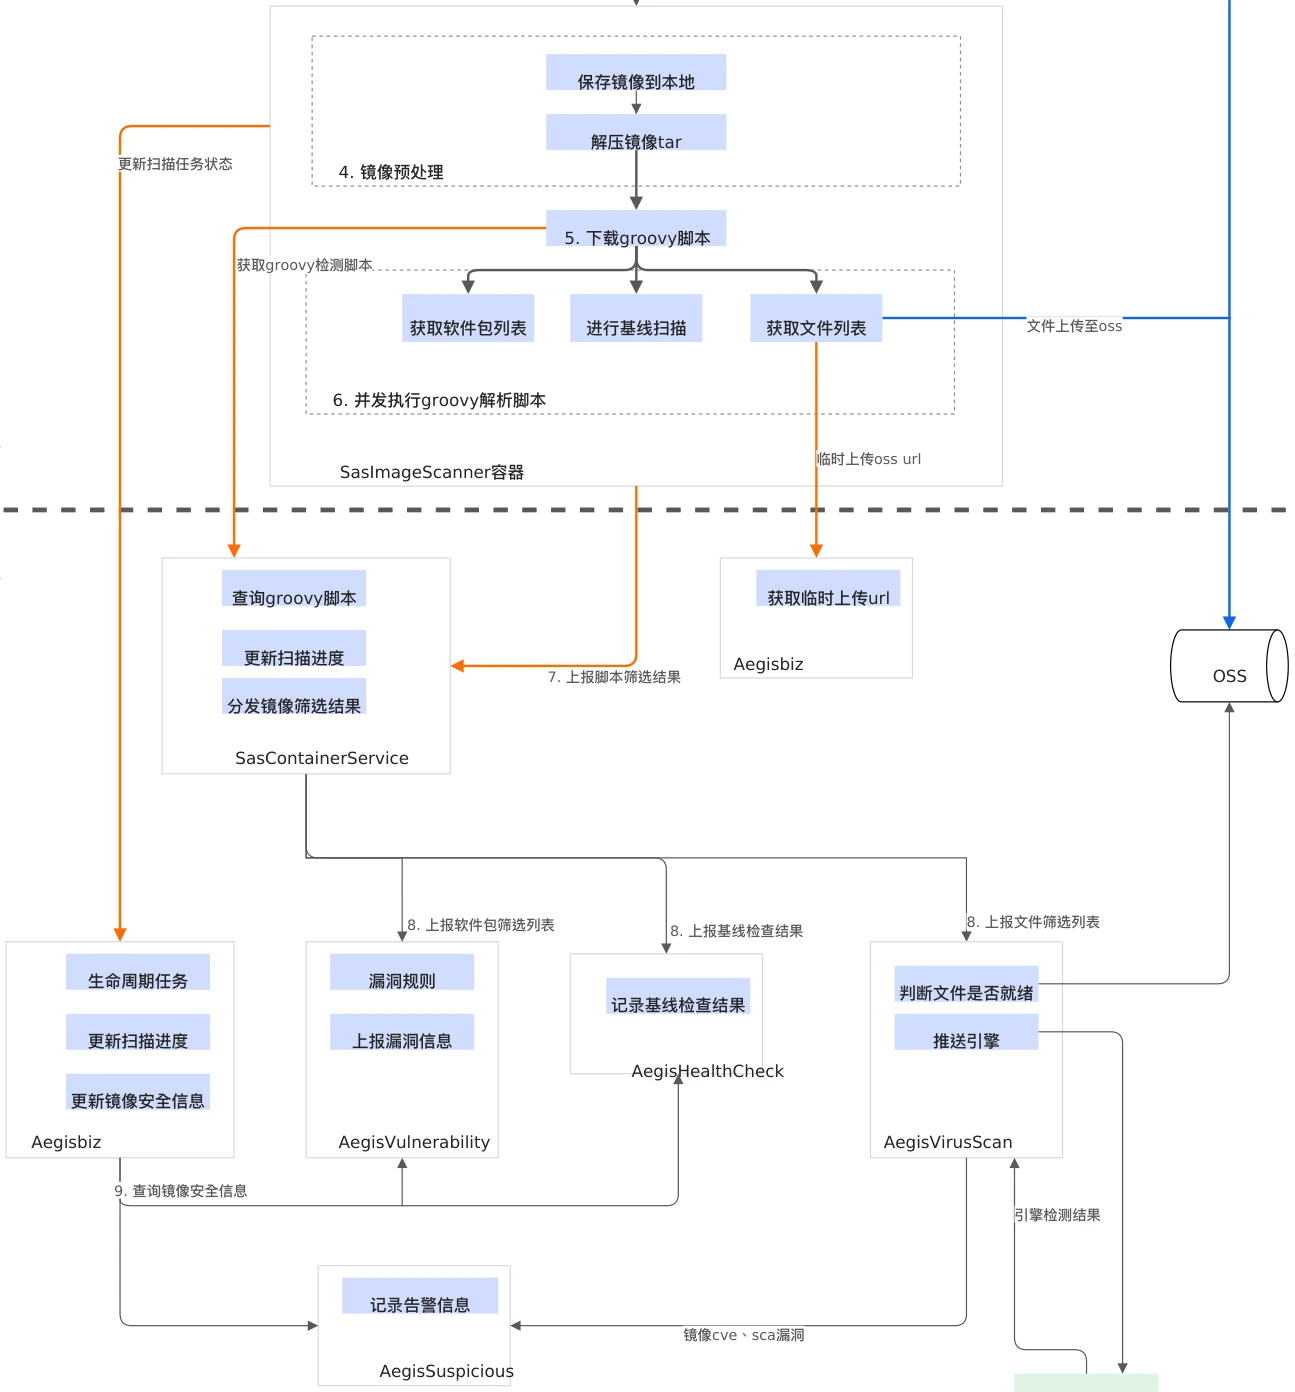 保存镜像到本地
解压镜像tar
更新扫描任务状态
4. 镜像预处理
5. 下载groovy脚本
获取groovy检测脚本
获取软件包列表
进行基线扫描
获取文件列表
文件上传至oss
6. 并发执行groovy解析脚本
临时上传oss url
SasImageScanner容器
查询groovy脚本
获取临时上传url
更新扫描进度
Aegisbiz
7. 上报脚本筛选结果
OSS
分发镜像筛选结果
SasContainerService
8. 上报软件包筛选列表
8. 上报基线检查结果
8. 上报文件筛选列表
生命周期任务
漏洞规则
判断文件是否就绪
记录基线检查结果
更新扫描进度
上报漏洞信息
推送引擎
AegisHealthCheck
更新镜像安全信息
Aegisbiz
AegisVulnerability
AegisVirusScan
9. 查询镜像安全信息
引擎检测结果
记录告警信息
镜像cve、sca漏洞
AegisSuspicious